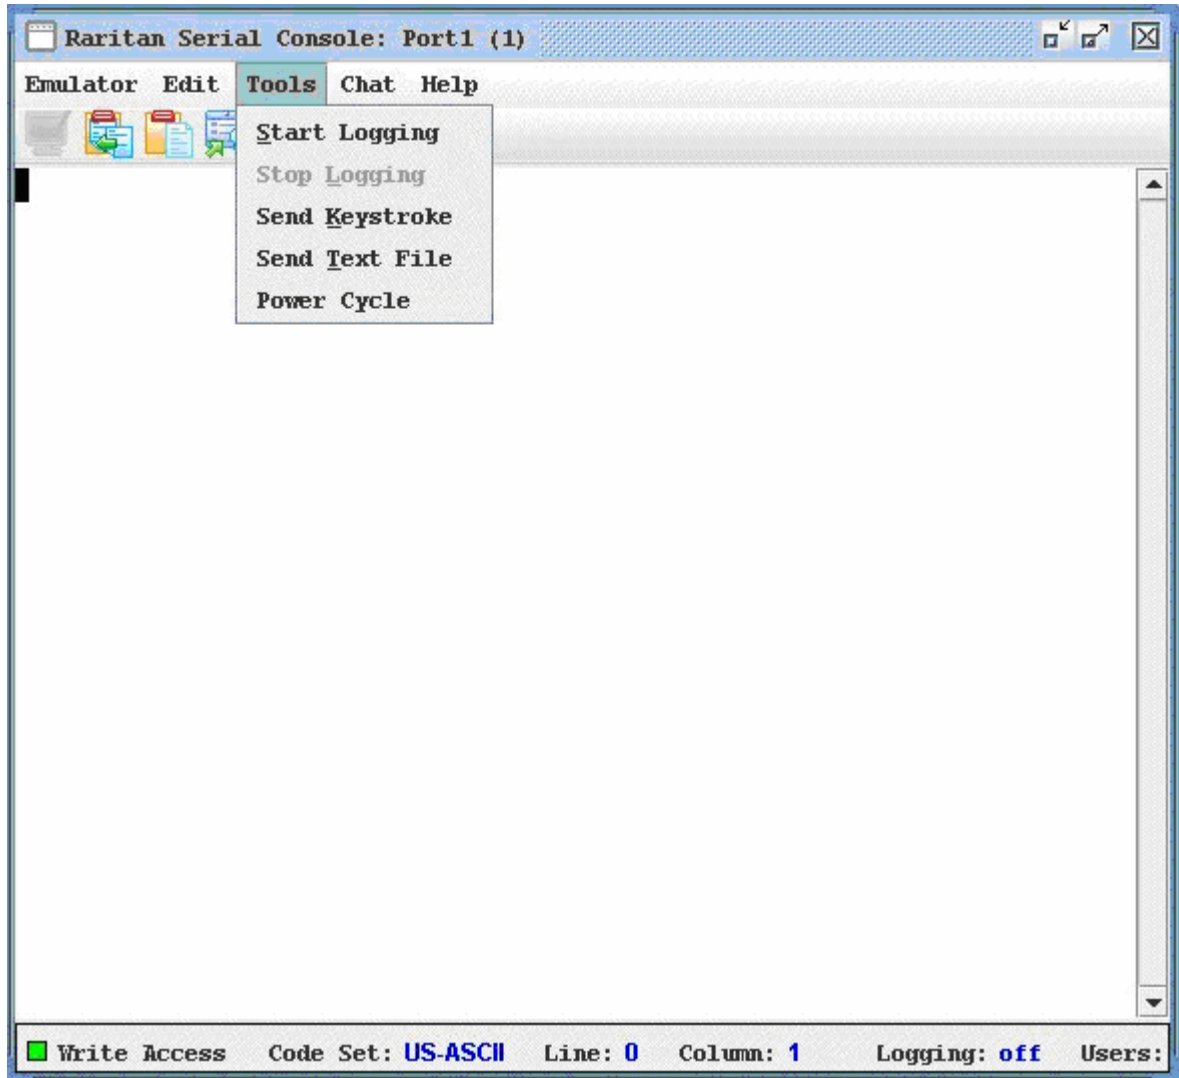 Raritan Serial Console: Port1 (1)
Emulator Edit Tools Chat Help
Start Logging
Stop Logging
Send Keystroke
Send Text File
Power Cycle
Write Access Code Set: US-ASCII Line: 0 Column: 1 Logging: off Users: